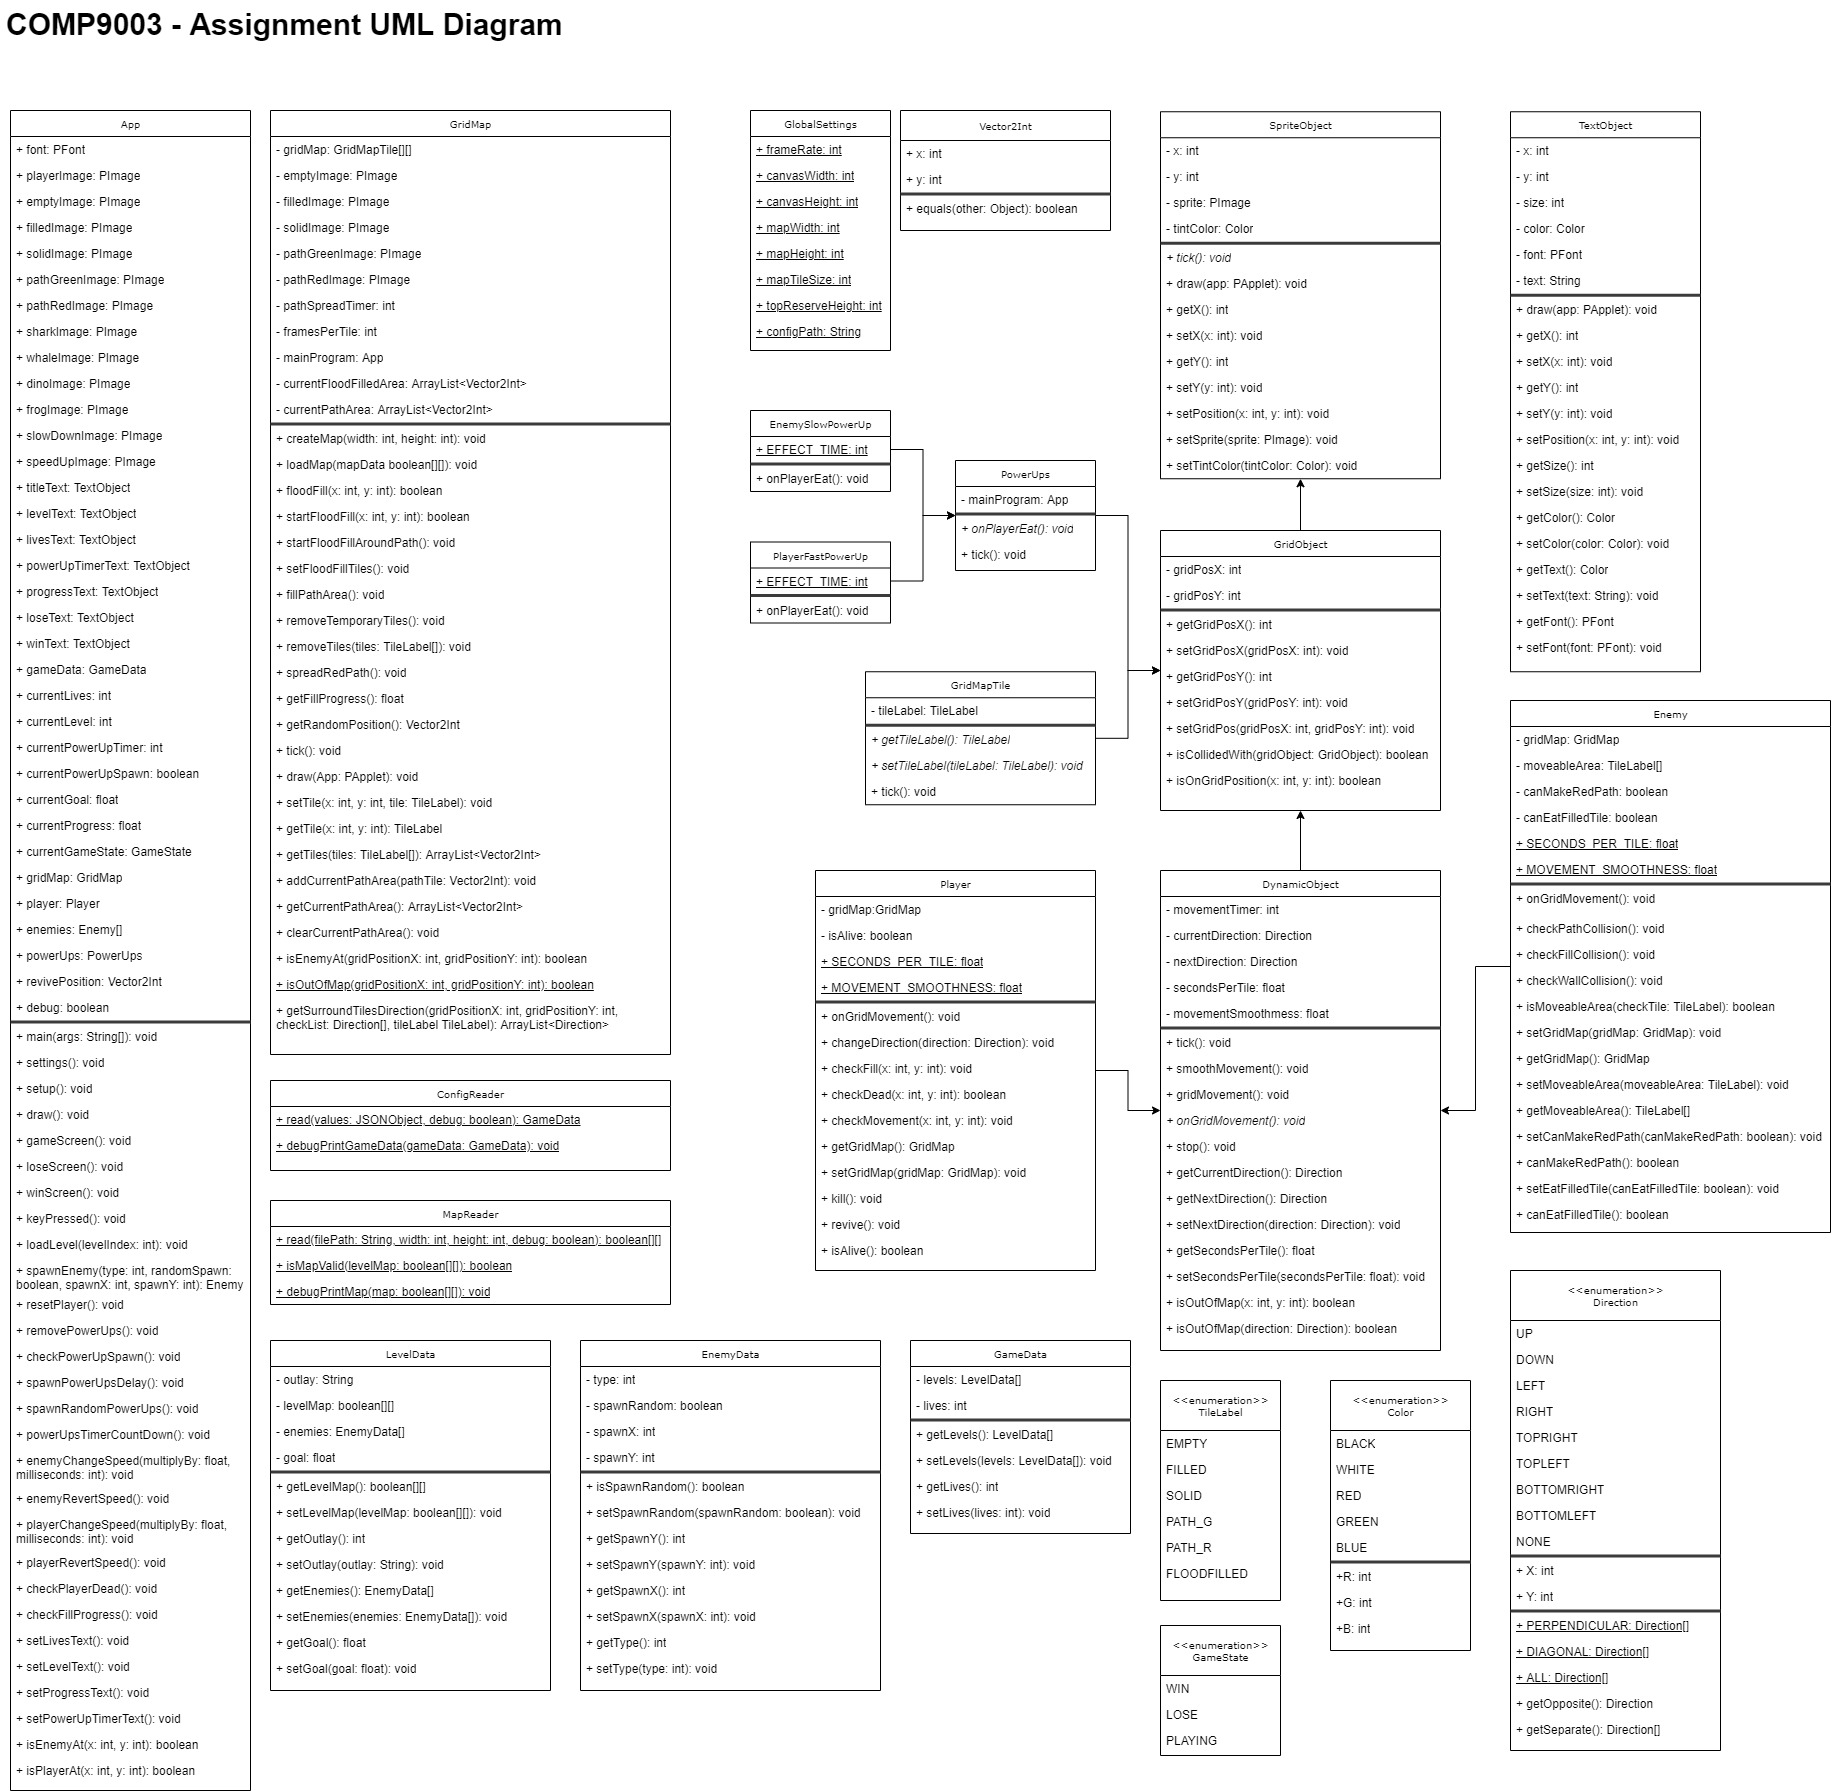 COMP9003 - Assignment UML Diagram
App
+ font: PFont
+ playerImage: PImage
+ emptyImage: PImage
+ filledImage: PImage
+ solidImage: PImage
+ pathGreenImage: PImage
+ pathRedImage: PImage
+ sharkImage: PImage
+ whaleImage: PImage
+ dinoImage: PImage
+ frogImage: PImage
+ slowDownImage: PImage
+ speedUpImage: PImage
+ titleText: TextObject
+ levelText: TextObject
+ livesText: TextObject
+ powerUpTimerText: TextObject
+ progressText: TextObject
+ loseText: TextObject
+ winText: TextObject
+ gameData: GameData
+ currentLives: int
+ currentLevel: int
+ currentPowerUpTimer: int
+ currentPowerUpSpawn: boolean
+ currentGoal: float
+ currentProgress: float
+ currentGameState: GameState
+ gridMap: GridMap
+ player: Player
+ enemies: Enemy[]
+ powerUps: PowerUps
+ revivePosition: Vector2Int
+ debug: boolean
+ main(args: String[]): void
+ settings(): void
+ setup(): void
+ draw(): void
+ gameScreen(): void
+ loseScreen(): void
+ winScreen(): void
+ keyPressed(): void
+ loadLevel(levelIndex: int): void
+ spawnEnemy(type: int, randomSpawn:
boolean, spawnX: int, spawnY: int): Enemy
+ resetPlayer(): void
+ removePowerUps(): void
+ checkPowerUpSpawn(): void
+ spawnPowerUpsDelay(): void
+ spawnRandomPowerUps(): void
+ powerUpsTimerCountDown(): void
+ enemyChangeSpeed(multiplyBy: float,
milliseconds: int): void
+ enemyRevertSpeed(): void
+ playerChangeSpeed(multiplyBy: float,
milliseconds: int): void
+ playerRevertSpeed(): void
+ checkPlayerDead(): void
+ checkFillProgress(): void
+ setLivesText(): void
+ setLevelText(): void
+ setProgressText(): void
+ setPowerUpTimerText(): void
+ isEnemyAt(x: int, y: int): boolean
+ isPlayerAt(x: int, y: int): boolean
GridMap
- gridMap: GridMapTile[][]
- emptyImage: PImage
- filledImage: PImage
- solidImage: PImage
- pathGreenImage: PImage
- pathRedImage: PImage
- pathSpreadTimer: int
- framesPerTile: int
- mainProgram: App
- currentFloodFilledArea: ArrayList<Vector2Int>
- currentPathArea: ArrayList<Vector2Int>
+ createMap(width: int, height: int): void
+ loadMap(mapData boolean[][]): void
+ floodFill(x: int, y: int): boolean
+ startFloodFill(x: int, y: int): boolean
+ startFloodFillAroundPath(): void
+ setFloodFillTiles(): void
+ fillPathArea(): void
+ removeTemporaryTiles(): void
+ removeTiles(tiles: TileLabel[]): void
+ spreadRedPath(): void
+ getFillProgress(): float
+ getRandomPosition(): Vector2Int
+ tick(): void
+ draw(App: PApplet): void
+ setTile(x: int, y: int, tile: TileLabel): void
+ getTile(x: int, y: int): TileLabel
+ getTiles(tiles: TileLabel[]): ArrayList<Vector2Int>
+ addCurrentPathArea(pathTile: Vector2Int): void
+ getCurrentPathArea(): ArrayList<Vector2Int>
+ clearCurrentPathArea(): void
+ isEnemyAt(gridPositionX: int, gridPositionY: int): boolean
+ isOutOfMap(gridPositionX: int, gridPositionY: int): boolean
+ getSurroundTilesDirection(gridPositionX: int, gridPositionY: int,
checkList: Direction[], tileLabel TileLabel): ArrayList<Direction>
ConfigReader
+ read(values: JSONObject, debug: boolean): GameData
+ debugPrintGameData(gameData: GameData): void
MapReader
+ read(filePath: String, width: int, height: int, debug: boolean): boolean[][]
+ isMapValid(levelMap: boolean[][]): boolean
+ debugPrintMap(map: boolean[][]): void
LevelData
- outlay: String
- levelMap: boolean[][]
- enemies: EnemyData[]
- goal: float
+ getLevelMap(): boolean[][]
+ setLevelMap(levelMap: boolean[][]): void
+ getOutlay(): int
+ setOutlay(outlay: String): void
+ getEnemies(): EnemyData[]
+ setEnemies(enemies: EnemyData[]): void
+ getGoal(): float
+ setGoal(goal: float): void
EnemyData
- type: int
- spawnRandom: boolean
- spawnX: int
- spawnY: int
+ isSpawnRandom(): boolean
+ setSpawnRandom(spawnRandom: boolean): void
+ getSpawnY(): int
+ setSpawnY(spawnY: int): void
+ getSpawnX(): int
+ setSpawnX(spawnX: int): void
+ getType(): int
+ setType(type: int): void
GameData
- levels: LevelData[]
- lives: int
+ getLevels(): LevelData[]
+ setLevels(levels: LevelData[]): void
+ getLives(): int
+ setLives(lives: int): void
GlobalSettings
+ frameRate: int
+ canvasWidth: int
+ canvasHeight: int
+ mapWidth: int
+ mapHeight: int
+ mapTileSize: int
+ topReserveHeight: int
+ configPath: String
Vector2Int
+ x: int
+ y: int
+ equals(other: Object): boolean
EnemySlowPowerUp
+ EFFECT_TIME: int
+ onPlayerEat(): void
PlayerFastPowerUp
+ EFFECT_TIME: int
+ onPlayerEat(): void
PowerUps
- mainProgram: App
+ onPlayerEat(): void
+ tick(): void
GridMapTile
- tileLabel: TileLabel
+ getTileLabel(): TileLabel
+ setTileLabel(tileLabel: TileLabel): void
+ tick(): void
Player
- gridMap:GridMap
- isAlive: boolean
+ SECONDS_PER_TILE: float
+ MOVEMENT_SMOOTHNESS: float
+ onGridMovement(): void
+ changeDirection(direction: Direction): void
+ checkFill(x: int, y: int): void
+ checkDead(x: int, y: int): boolean
+ checkMovement(x: int, y: int): void
+ getGridMap(): GridMap
+ setGridMap(gridMap: GridMap): void
+ kill(): void
+ revive(): void
+ isAlive(): boolean
SpriteObject
- x: int
- y: int
- sprite: PImage
- tintColor: Color
+ tick(): void
+ draw(app: PApplet): void
+ getX(): int
+ setX(x: int): void
+ getY(): int
+ setY(y: int): void
+ setPosition(x: int, y: int): void
+ setSprite(sprite: PImage): void
+ setTintColor(tintColor: Color): void
GridObject
- gridPosX: int
- gridPosY: int
+ getGridPosX(): int
+ setGridPosX(gridPosX: int): void
+ getGridPosY(): int
+ setGridPosY(gridPosY: int): void
+ setGridPos(gridPosX: int, gridPosY: int): void
+ isCollidedWith(gridObject: GridObject): boolean
+ isOnGridPosition(x: int, y: int): boolean
DynamicObject
- movementTimer: int
- currentDirection: Direction
- nextDirection: Direction
- secondsPerTile: float
- movementSmoothmess: float
+ tick(): void
+ smoothMovement(): void
+ gridMovement(): void
+ onGridMovement(): void
+ stop(): void
+ getCurrentDirection(): Direction
+ getNextDirection(): Direction
+ setNextDirection(direction: Direction): void
+ getSecondsPerTile(): float
+ setSecondsPerTile(secondsPerTile: float): void
+ isOutOfMap(x: int, y: int): boolean
+ isOutOfMap(direction: Direction): boolean
TextObject
- x: int
- y: int
- size: int
- color: Color
- font: PFont
- text: String
+ draw(app: PApplet): void
+ getX(): int
+ setX(x: int): void
+ getY(): int
+ setY(y: int): void
+ setPosition(x: int, y: int): void
+ getSize(): int
+ setSize(size: int): void
+ getColor(): Color
+ setColor(color: Color): void
+ getText(): Color
+ setText(text: String): void
+ getFont(): PFont
+ setFont(font: PFont): void
Enemy
- gridMap: GridMap
- moveableArea: TileLabel[]
- canMakeRedPath: boolean
- canEatFilledTile: boolean
+ SECONDS_PER_TILE: float
+ MOVEMENT_SMOOTHNESS: float
+ onGridMovement(): void
+ checkPathCollision(): void
+ checkFillCollision(): void
+ checkWallCollision(): void
+ isMoveableArea(checkTile: TileLabel): boolean
+ setGridMap(gridMap: GridMap): void
+ getGridMap(): GridMap
+ setMoveableArea(moveableArea: TileLabel): void
+ getMoveableArea(): TileLabel[]
+ setCanMakeRedPath(canMakeRedPath: boolean): void
+ canMakeRedPath(): boolean
+ setEatFilledTile(canEatFilledTile: boolean): void
+ canEatFilledTile(): boolean
<<enumeration>>
TileLabel
EMPTY
FILLED
SOLID
PATH_G
PATH_R
FLOODFILLED
<<enumeration>>
GameState
WIN
LOSE
PLAYING
<<enumeration>>
Color
BLACK
WHITE
RED
GREEN
BLUE
+R: int
+G: int
+B: int
<<enumeration>>
Direction
UP
DOWN
LEFT
RIGHT
TOPRIGHT
TOPLEFT
BOTTOMRIGHT
BOTTOMLEFT
NONE
+ X: int
+ Y: int
+ PERPENDICULAR: Direction[]
+ DIAGONAL: Direction[]
+ ALL: Direction[]
+ getOpposite(): Direction
+ getSeparate(): Direction[]